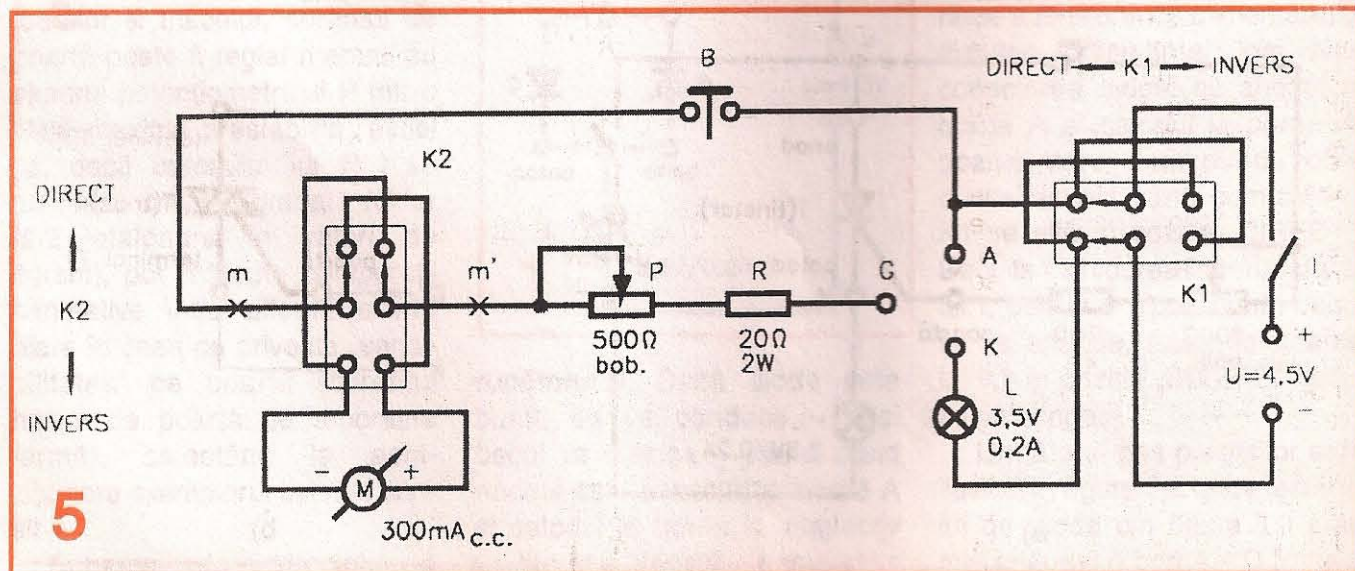 B
DIRECT ← K1 → INVERS
K2
DIRECT
K2
INVERS
m
m'
P
R
G
500Ω
bob.
20Ω
2W
A
K
L
3,5V
0,2A
K1
I
+
U=4,5V
−
− M +
300mA c.c.
5